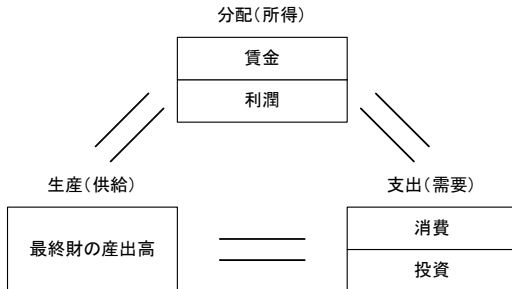 分配(所得)
賃金
利潤
生産(供給)
支出(需要)
最終財の産出高
消費
投資